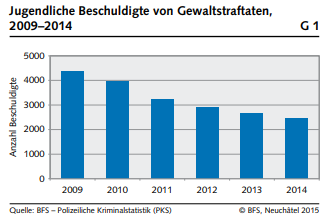 Jugendliche Beschuldigte von Gewaltstraftaten,
2009–2014 G 1
Anzahl Beschuldigte
5000
4000
3000
2000
1000
0
2009 2010 2011 2012 2013 2014
Quelle: BFS – Polizeiliche Kriminalstatistik (PKS) © BFS, Neuchâtel 2015